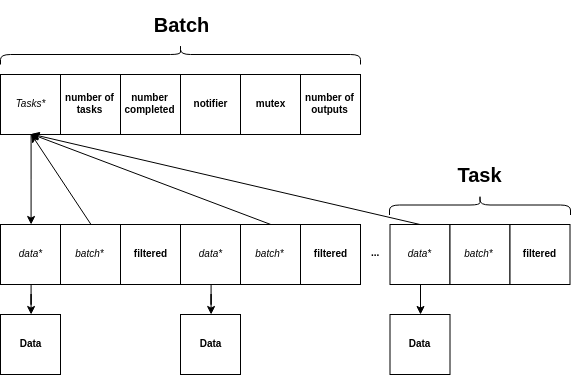 Batch
Tasks*
number of
tasks
number
completed
notifier
mutex
number of
outputs
Task
data*
batch*
filtered
data*
batch*
filtered
...
data*
batch*
filtered
Data
Data
Data